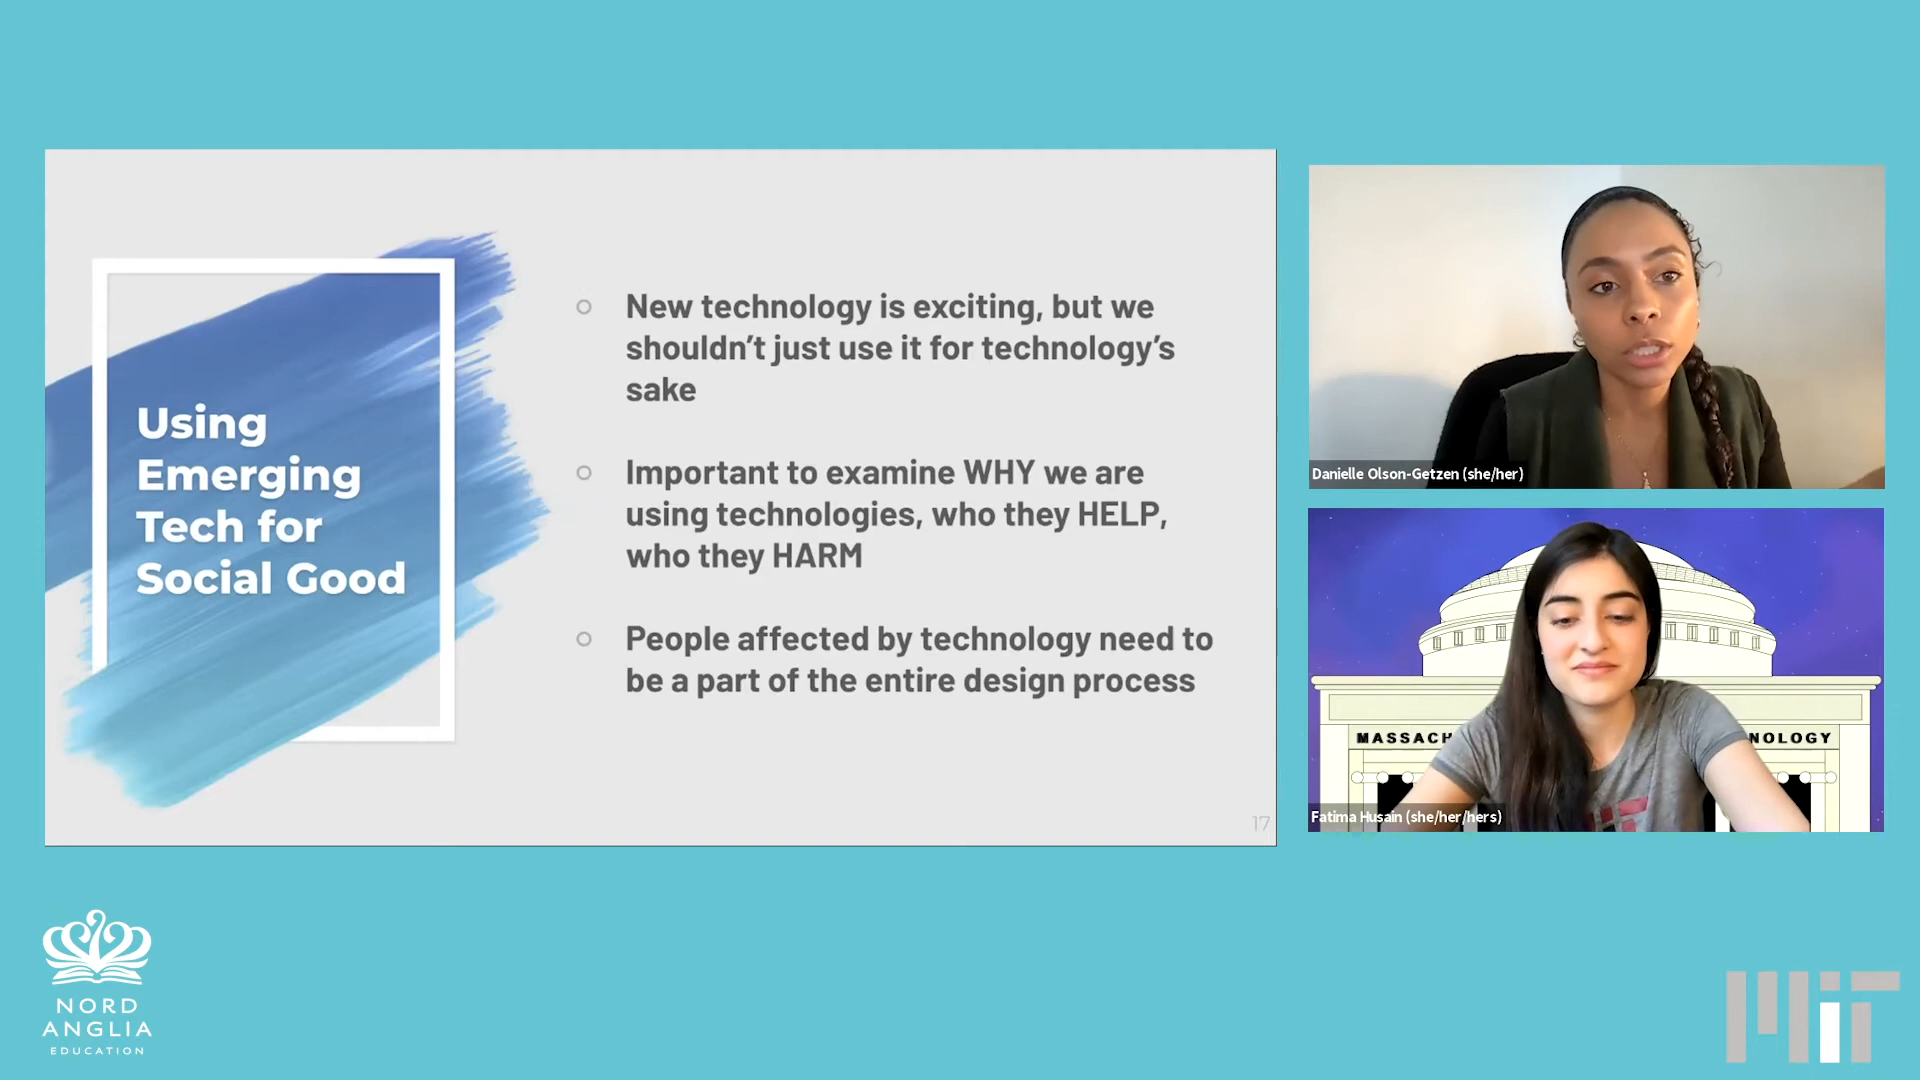 Using
Emerging
Tech for
Social Good
New technology is exciting, but we
shouldn’t just use it for technology’s
sake
Important to examine WHY we are
using technologies, who they HELP,
who they HARM
People affected by technology need to
be a part of the entire design process
17
Danielle Olson-Getzen (she/her)
MASSACH NOLOGY
Fatima Husain (she/her/hers)
NORD
ANGLIA
EDUCATION
MIT